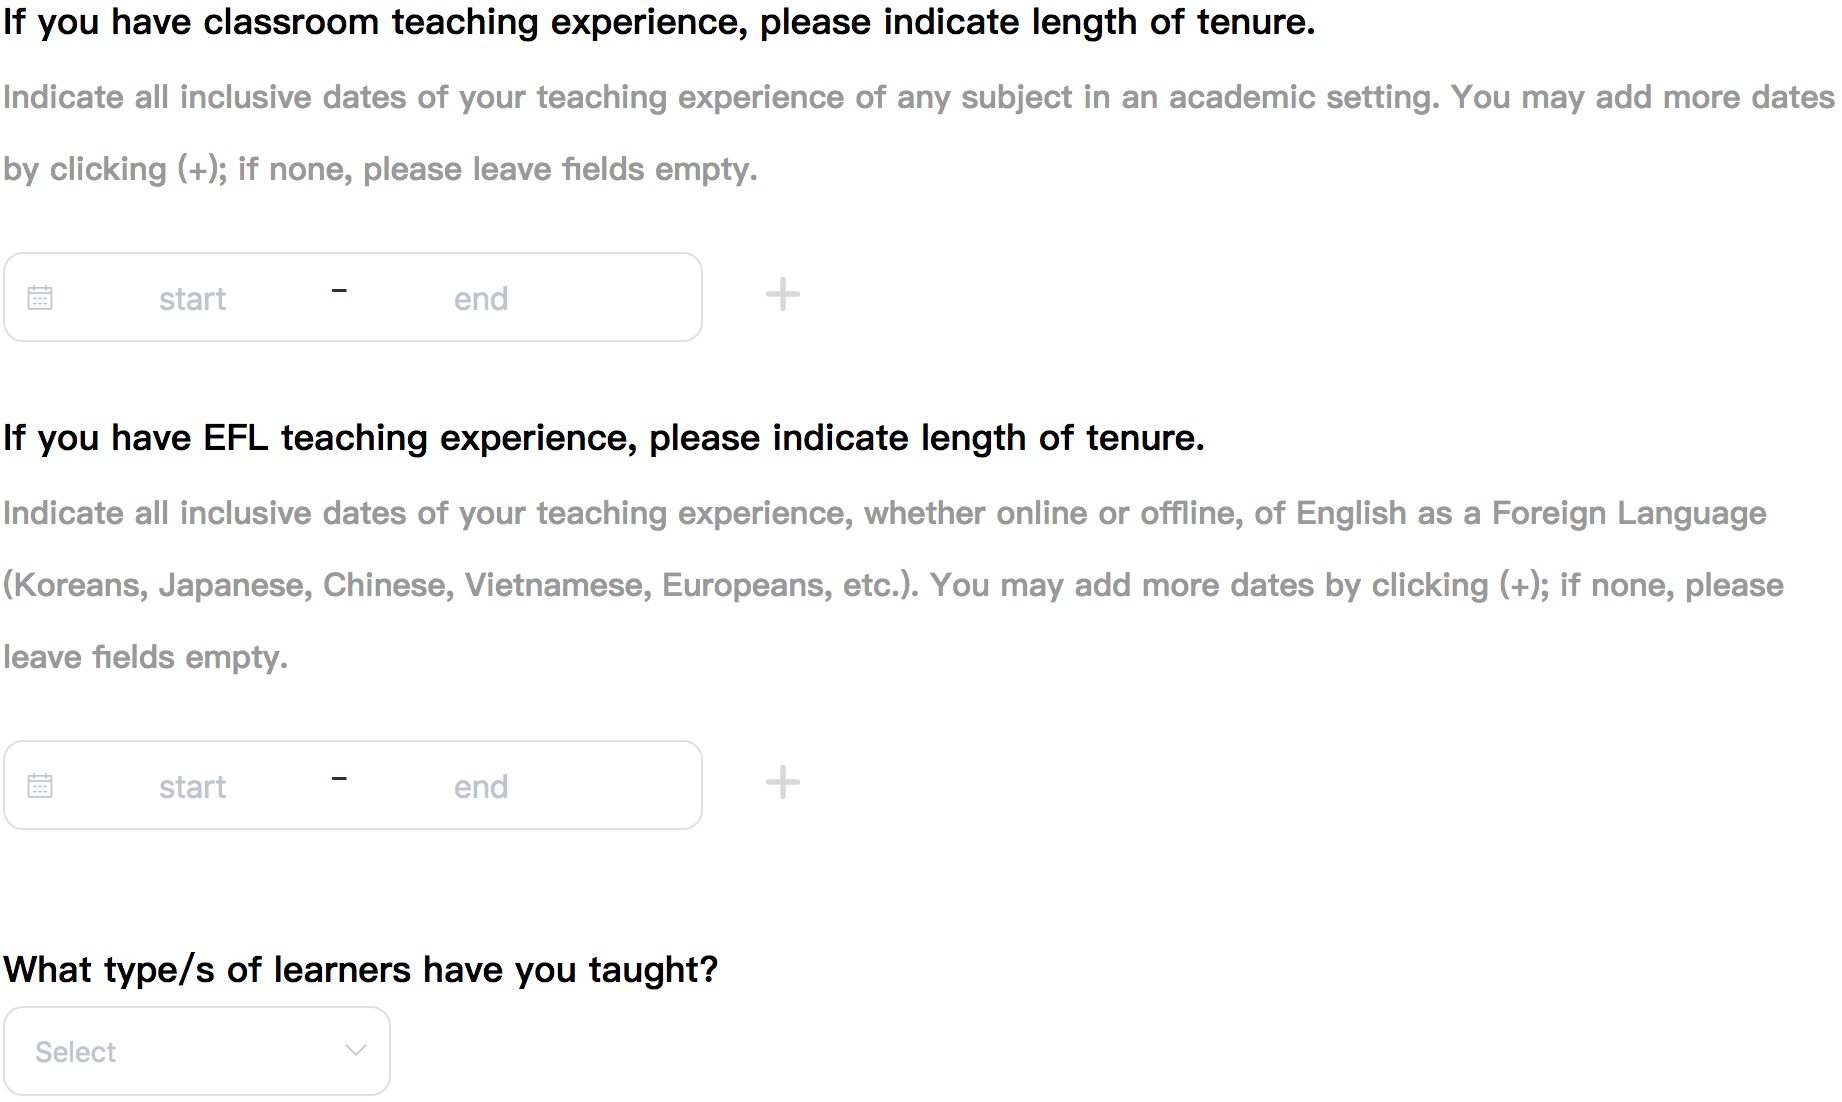 If you have classroom teaching experience, please indicate length of tenure.
Indicate all inclusive dates of your teaching experience of any subject in an academic setting. You may add more dates
by clicking (+); if none, please leave fields empty.
start - end +
If you have EFL teaching experience, please indicate length of tenure.
Indicate all inclusive dates of your teaching experience, whether online or offline, of English as a Foreign Language
(Koreans, Japanese, Chinese, Vietnamese, Europeans, etc.). You may add more dates by clicking (+); if none, please
leave fields empty.
start - end +
What type/s of learners have you taught?
Select